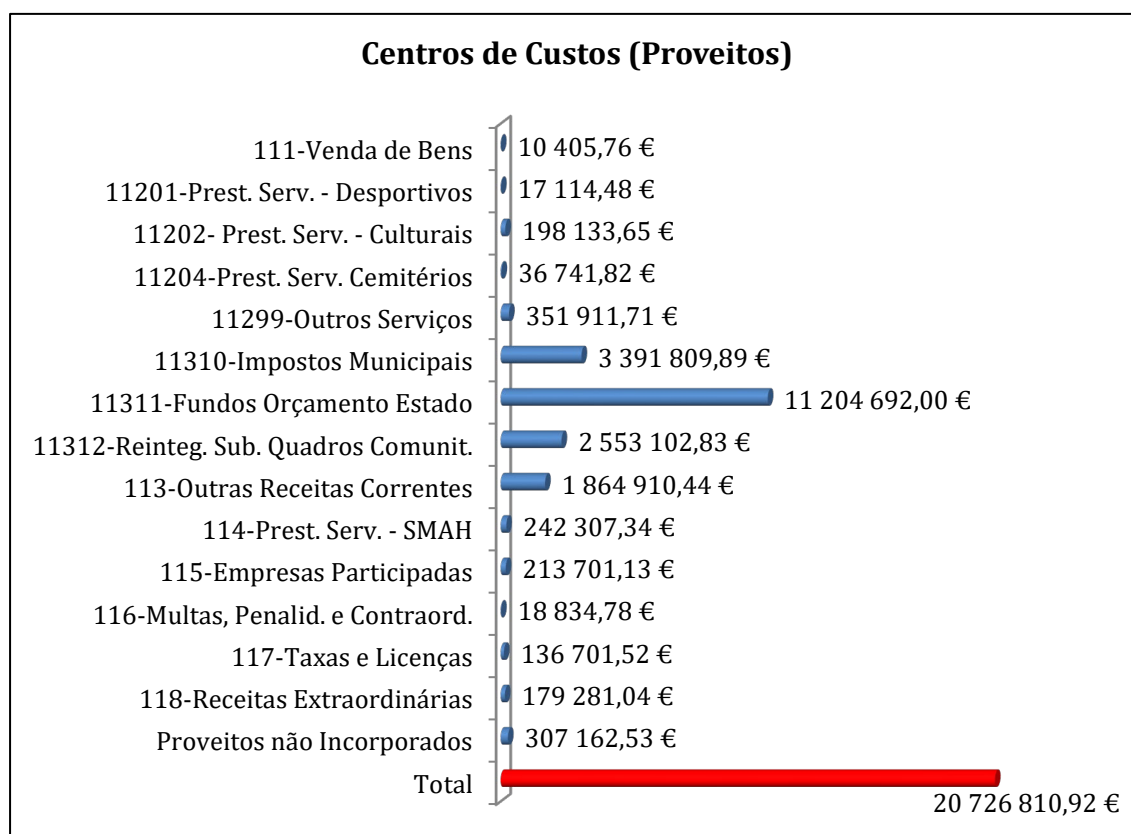 Centros de Custos (Proveitos)
111-Venda de Bens 10 405,76 €
11201-Prest. Serv. - Desportivos 17 114,48 €
11202- Prest. Serv. - Culturais 198 133,65 €
11204-Prest. Serv. Cemitérios 36 741,82 €
11299-Outros Serviços 351 911,71 €
11310-Impostos Municipais 3 391 809,89 €
11311-Fundos Orçamento Estado 11 204 692,00 €
11312-Reinteg. Sub. Quadros Comunit. 2 553 102,83 €
113-Outras Receitas Correntes 1 864 910,44 €
114-Prest. Serv. - SMAH 242 307,34 €
115-Empresas Participadas 213 701,13 €
116-Multas, Penalid. e Contraord. 18 834,78 €
117-Taxas e Licenças 136 701,52 €
118-Receitas Extraordinárias 179 281,04 €
Proveitos não Incorporados 307 162,53 €
Total 20 726 810,92 €